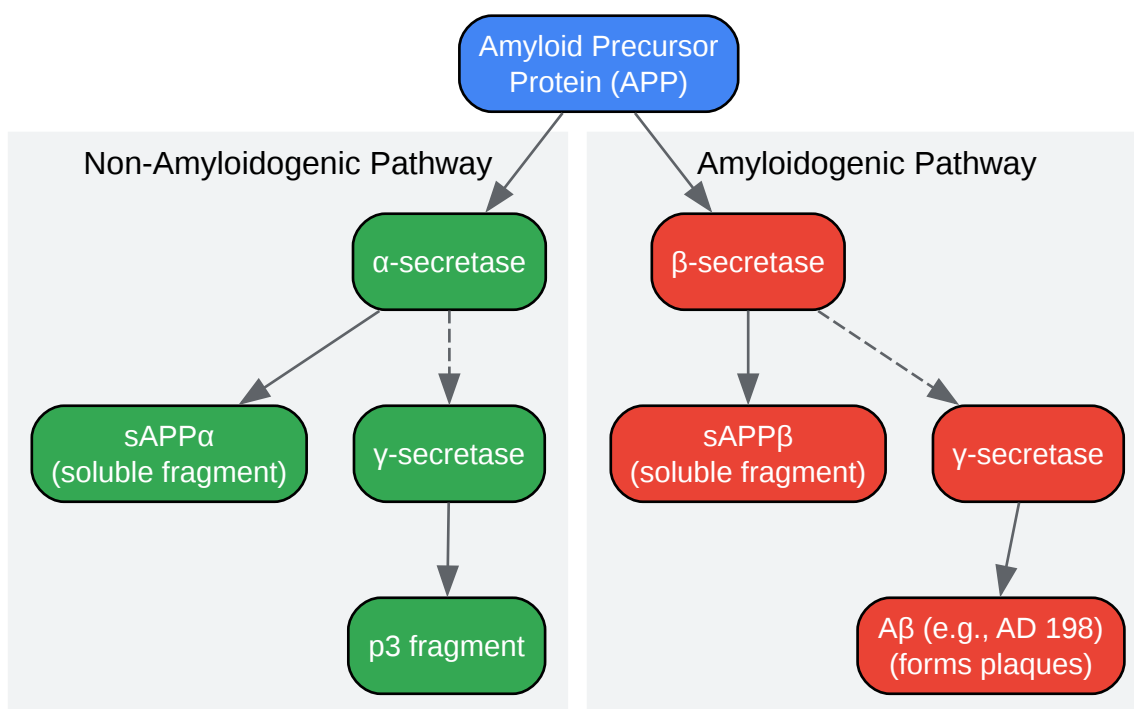 Amyloid Precursor
Protein (APP)
Non-Amyloidogenic Pathway
Amyloidogenic Pathway
α-secretase
β-secretase
sAPPα
(soluble fragment)
γ-secretase
sAPPβ
(soluble fragment)
γ-secretase
p3 fragment
Aβ (e.g., AD 198)
(forms plaques)